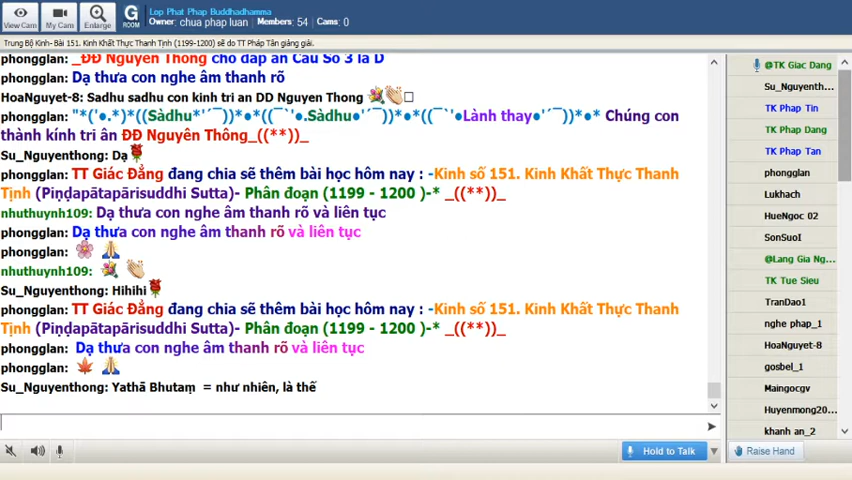 Lop Phat Phap Buddhadhamma
Owner: chua phap luan Members: 54 Cams: 0
View Cam My Cam Enlarge G ROOM
Trung Bộ Kinh- Bài 151. Kinh Khất Thực Thanh Tịnh (1199-1200) sẽ do TT Pháp Tân giảng giải.
phongglan: _ĐĐ Nguyên Thông cho đáp án Câu Số 3 là D
phongglan: Dạ thưa con nghe âm thanh rõ
HoaNguyet-8: Sadhu sadhu con kinh tri an DD Nguyen Thong
phongglan: "*('●.*)*((Sàdhu*'´¯))*●*((¯`'●.Sàdhu●'´¯))*●*((¯`'●Lành thay●'´¯))*●* Chúng con
thành kính tri ân ĐĐ Nguyên Thông_((**))_
Su_Nguyenthong: Dạ
phongglan: TT Giác Đẳng đang chia sẽ thêm bài học hôm nay : -Kinh số 151. Kinh Khất Thực Thanh
Tịnh (Piṇḍapātapārisuddhi Sutta)- Phân đoạn (1199 - 1200 )-* _((**))_
nhuthuynh109: Dạ thưa con nghe âm thanh rõ và liên tục
phongglan: Dạ thưa con nghe âm thanh rõ và liên tục
phongglan:
nhuthuynh109:
Su_Nguyenthong: Hihihi
phongglan: TT Giác Đẳng đang chia sẽ thêm bài học hôm nay : -Kinh số 151. Kinh Khất Thực Thanh
Tịnh (Piṇḍapātapārisuddhi Sutta)- Phân đoạn (1199 - 1200 )-* _((**))_
phongglan: Dạ thưa con nghe âm thanh rõ và liên tục
phongglan:
Su_Nguyenthong: Yathā Bhutaṃ = như nhiên, là thế
Hold to Talk
@TK Giac Dang
Su_Nguyenth...
TK Phap Tin
TK Phap Dang
TK Phap Tan
phongglan
Lukhach
HueNgoc 02
SonSuoI
@Lang Gia Ng...
TK Tue Sieu
TranDao1
nghe phap_1
HoaNguyet-8
gosbel_1
Maingocgv
Huyenmong20...
khanh an_2
Raise Hand